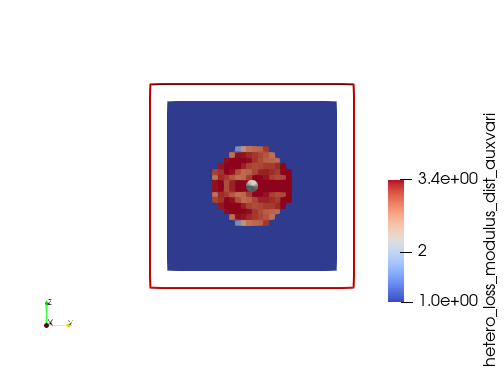 3.4e+00
2
1.0e+00
hetero_loss_modulus_dist_auxvari
Z
X
Y